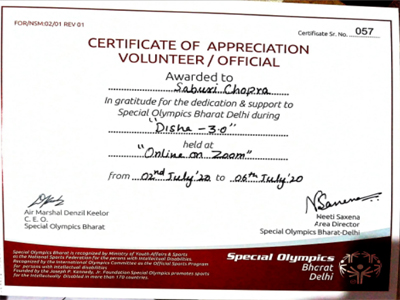 FOR/NSM:02/01 REV 01
Certificate Sr. No. 057
CERTIFICATE OF APPRECIATION
VOLUNTEER / OFFICIAL
Awarded to
Saburi Chopra
In gratitude for the dedication & support to
Special Olympics Bharat Delhi during
"Disha - 3.0"
held at
"Online on Zoom"
from 02nd July'20 to 06th July'20
Air Marshal Denzil Keelor
C. E. O.
Special Olympics Bharat
NSaxena
Neeti Saxena
Area Director
Special Olympics Bharat-Delhi
Special Olympics Bharat is recognised by Ministry of Youth Affairs & Sports
as the National Sports Federation for the persons with Intellectual Disabilities.
Recognized by the International Olympics Committee as the Official Sports Program
for persons with Intellectual disabilities
Founded by the Joseph P. Kennedy. Jr. Foundation Special Olympics promotes sports
for the Intellectually Disabled in more than 170 countries.
Special Olympics
Bharat
Delhi